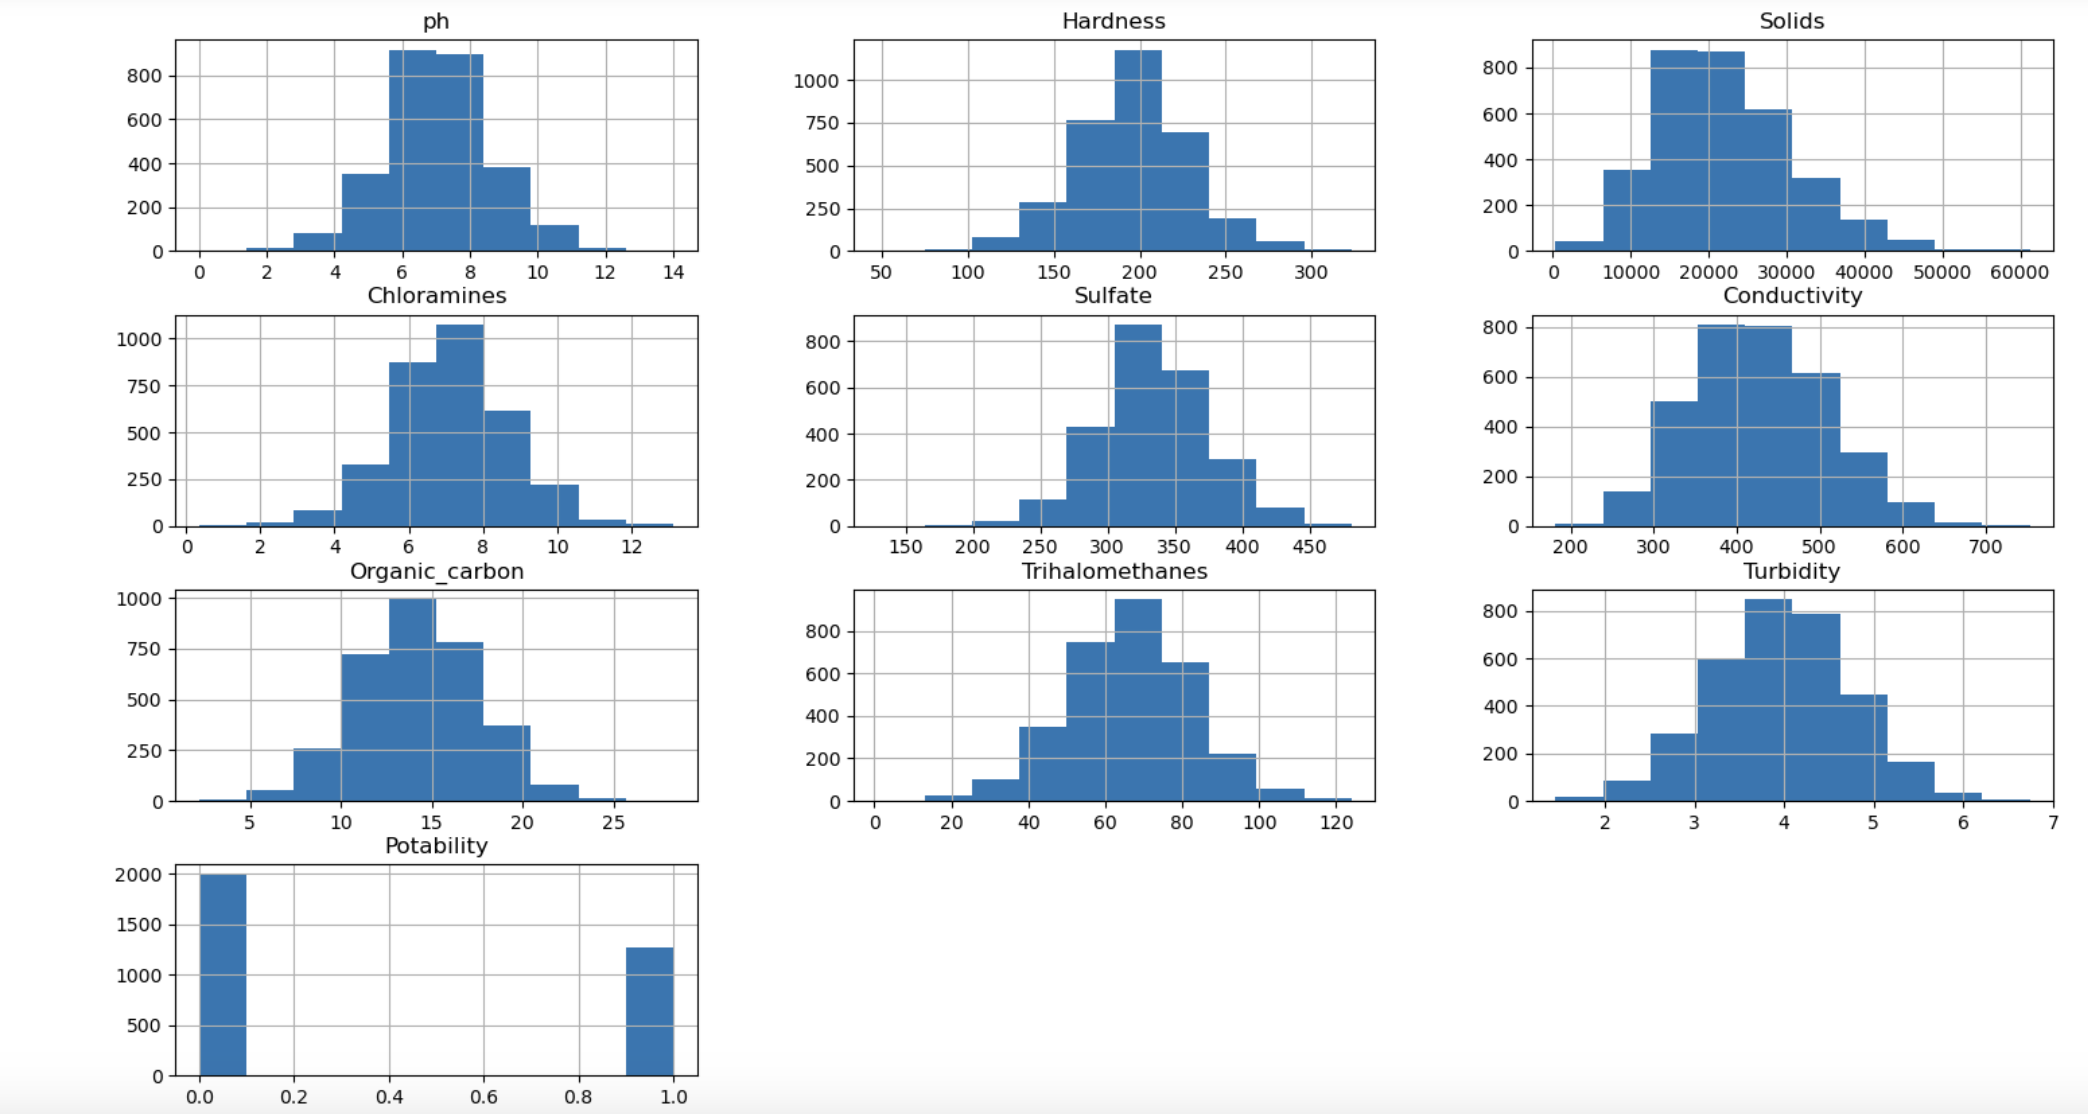 ph
800
600
400
200
0
0 2 4 6 8 10 12 14
Hardness
1000
750
500
250
0
50 100 150 200 250 300
Solids
800
600
400
200
0
0 10000 20000 30000 40000 50000 60000
Chloramines
1000
750
500
250
0
0 2 4 6 8 10 12
Sulfate
800
600
400
200
0
150 200 250 300 350 400 450
Conductivity
800
600
400
200
0
200 300 400 500 600 700
Organic_carbon
1000
750
500
250
0
5 10 15 20 25
Trihalomethanes
800
600
400
200
0
0 20 40 60 80 100 120
Turbidity
800
600
400
200
0
2 3 4 5 6 7
Potability
2000
1500
1000
500
0
0.0 0.2 0.4 0.6 0.8 1.0